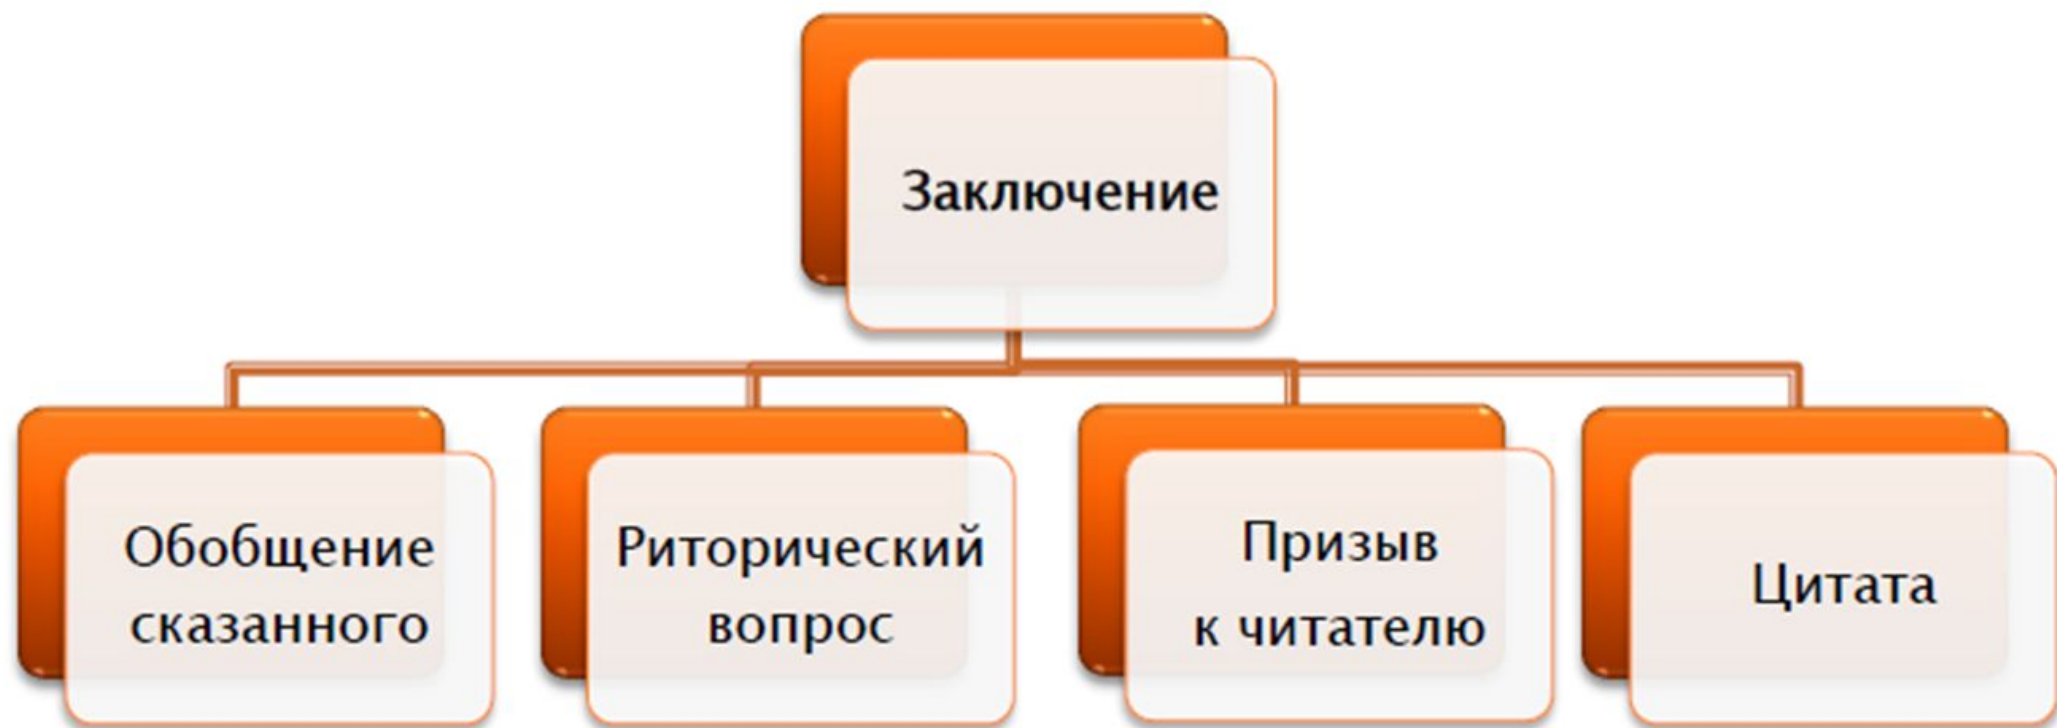 Заключение
Обобщение
сказанного
Риторический
вопрос
Призыв
к читателю
Цитата